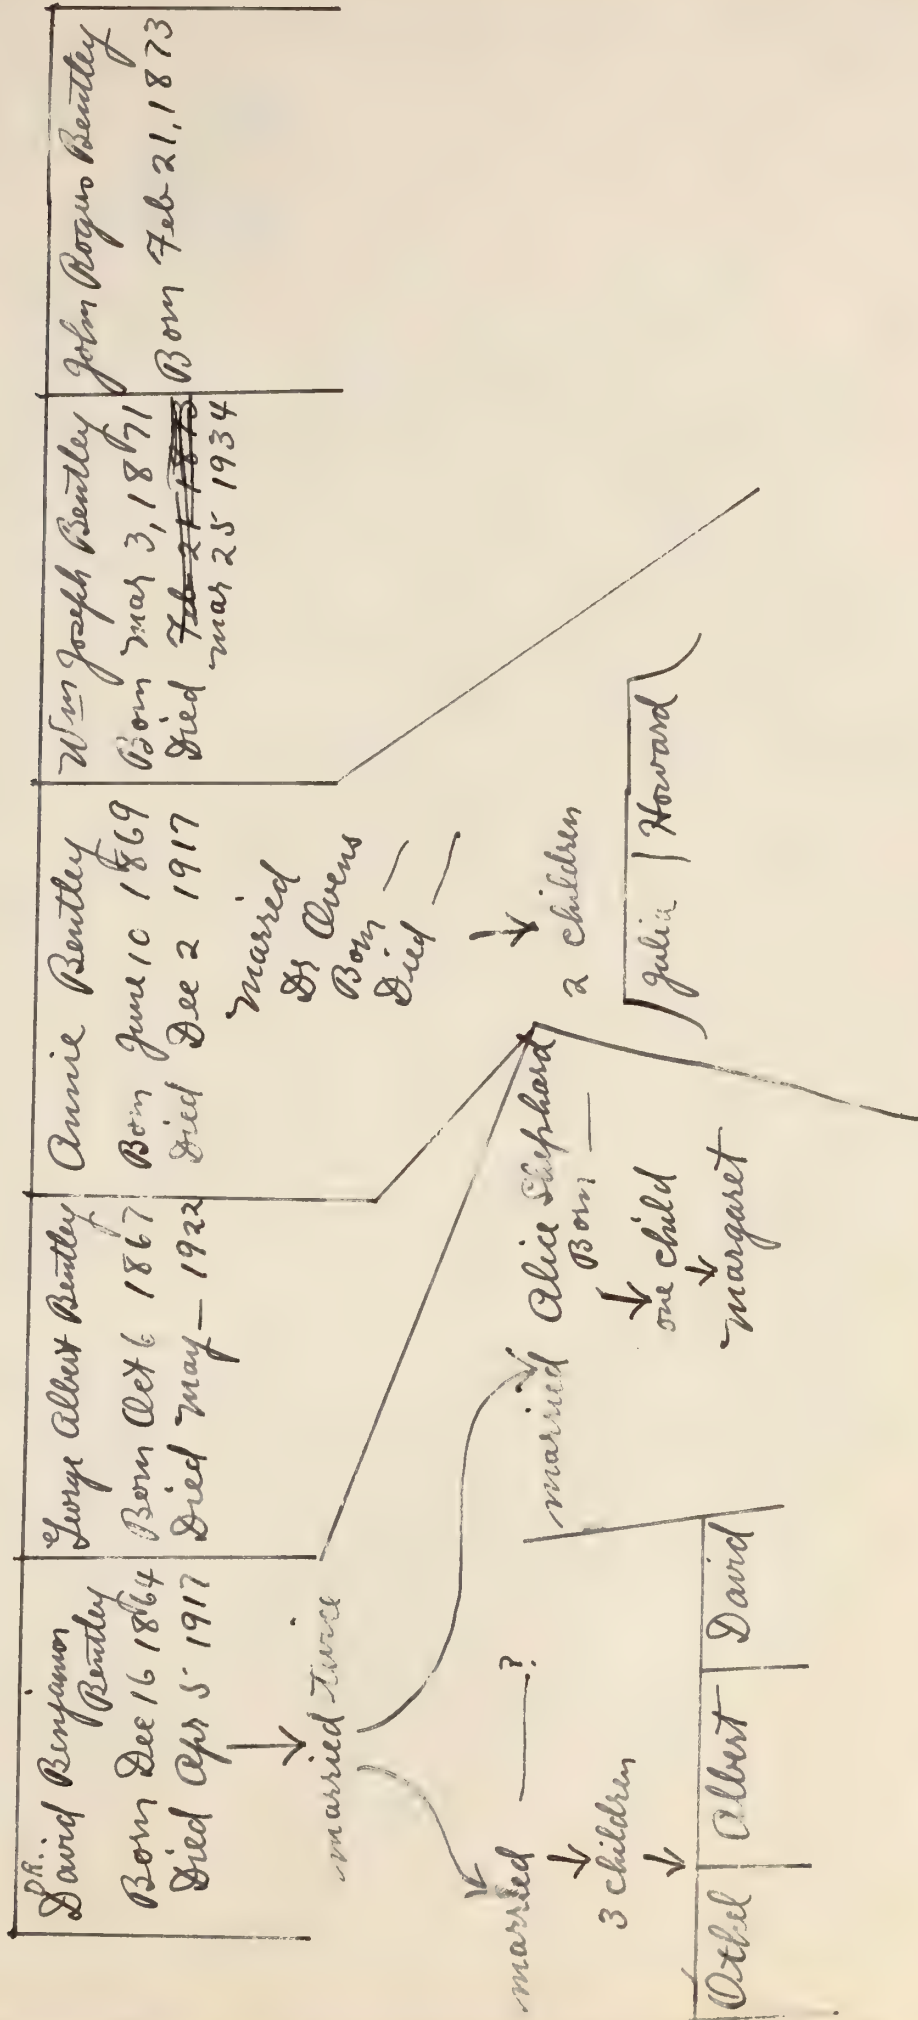 DR.
David Benjamin
Bentley
Born Dec 16 1864
Died Apr 5 1917
married twice
married ——?
3 children
Othel | Albert | David
married Alice Shephard
Born —
one child
Margaret
George Albert Bentley
Born Oct 6 1867
Died May — 1922
Annie Bentley
Born June 10 1869
Died Dec 2 1917
Married
Dr Ovens
Born —
Died —
2 children
Julia | Howard
Wm Joseph Bentley
Born Mar 3, 1871
Died Feb 21 1873
Mar 25 1934
John Rogers Bentley
Born Feb 21, 1873